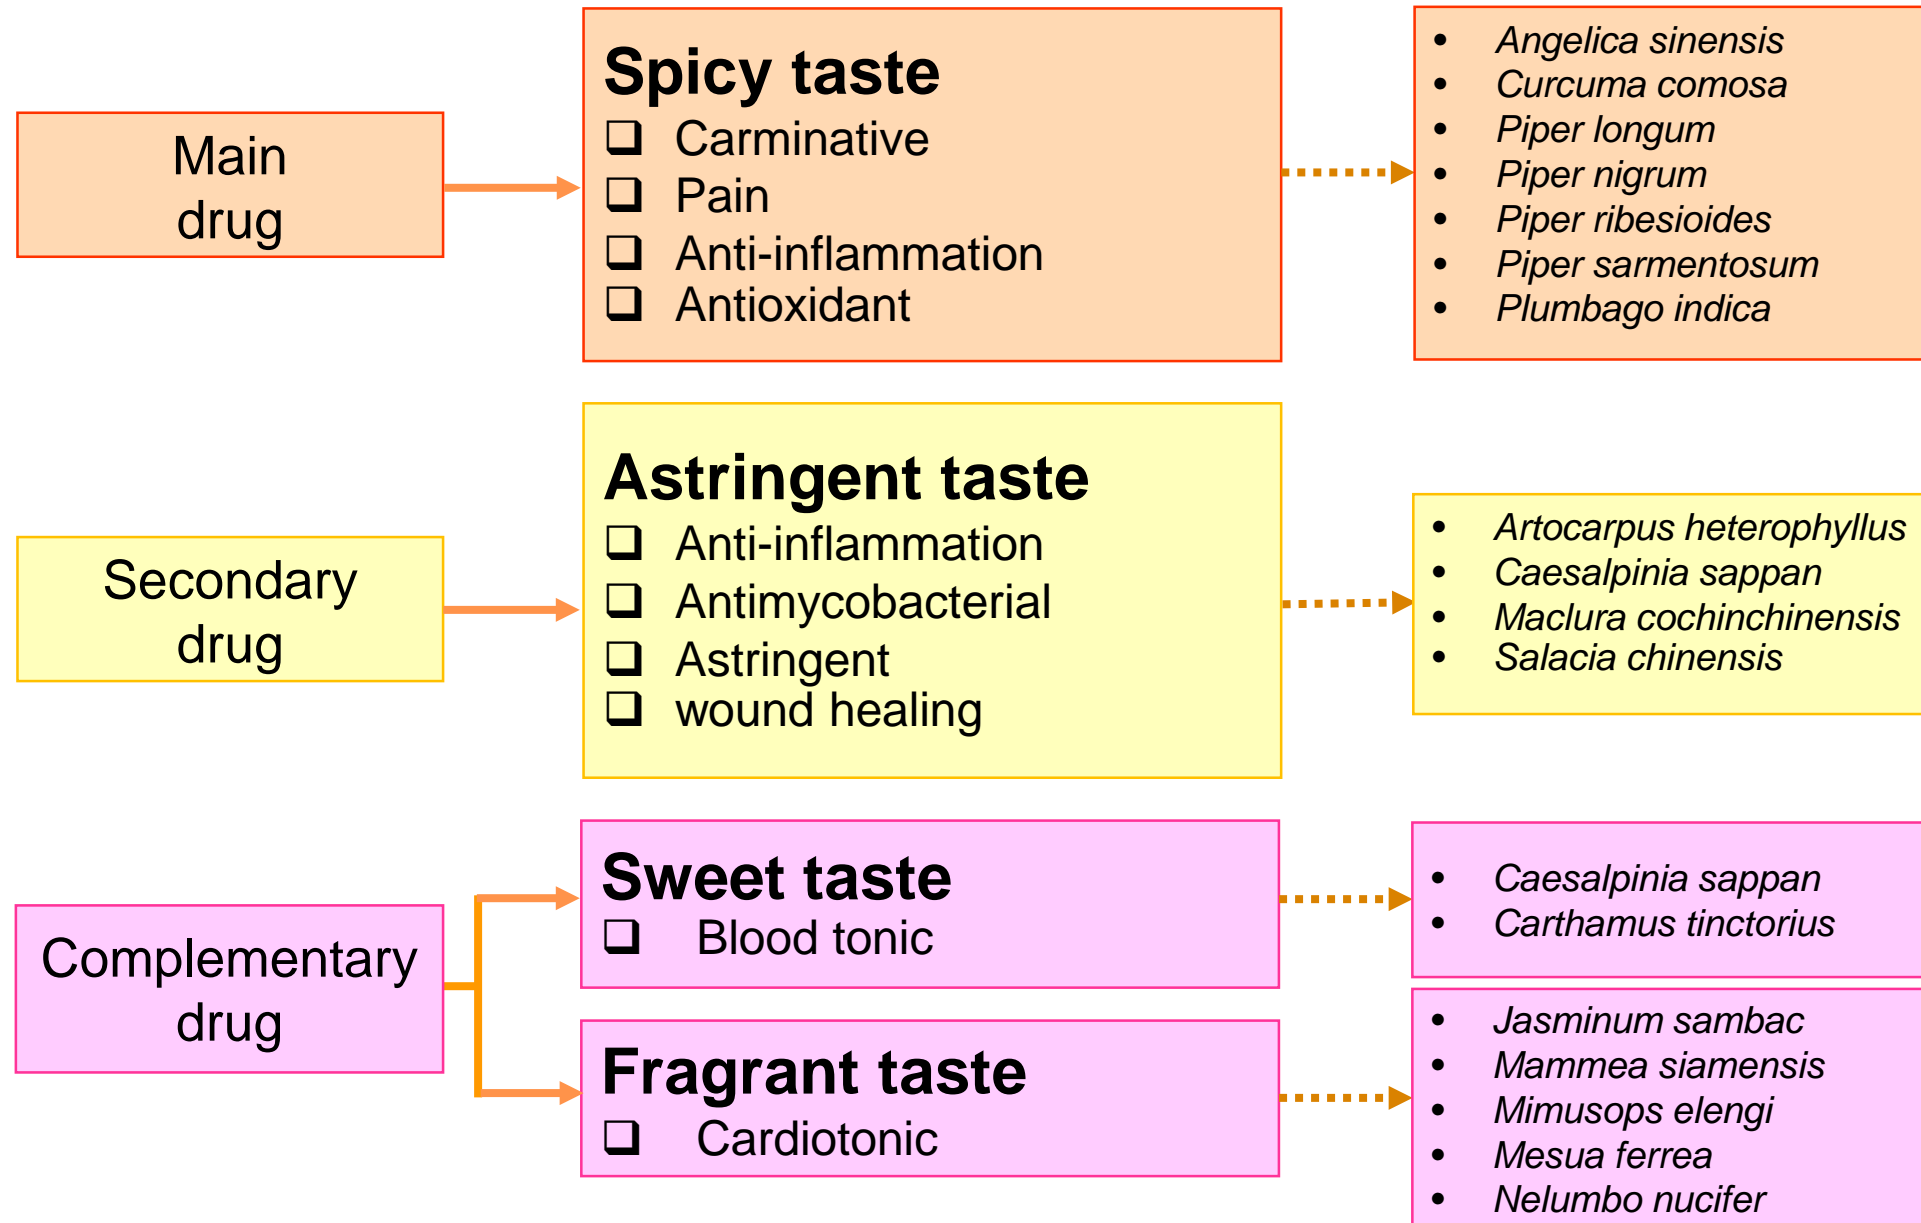 Main
drug
Spicy taste
❑ Carminative
❑ Pain
❑ Anti-inflammation
❑ Antioxidant
• Angelica sinensis
• Curcuma comosa
• Piper longum
• Piper nigrum
• Piper ribesioides
• Piper sarmentosum
• Plumbago indica
Secondary
drug
Astringent taste
❑ Anti-inflammation
❑ Antimycobacterial
❑ Astringent
❑ wound healing
• Artocarpus heterophyllus
• Caesalpinia sappan
• Maclura cochinchinensis
• Salacia chinensis
Complementary
drug
Sweet taste
❑ Blood tonic
• Caesalpinia sappan
• Carthamus tinctorius
Fragrant taste
❑ Cardiotonic
• Jasminum sambac
• Mammea siamensis
• Mimusops elengi
• Mesua ferrea
• Nelumbo nucifer